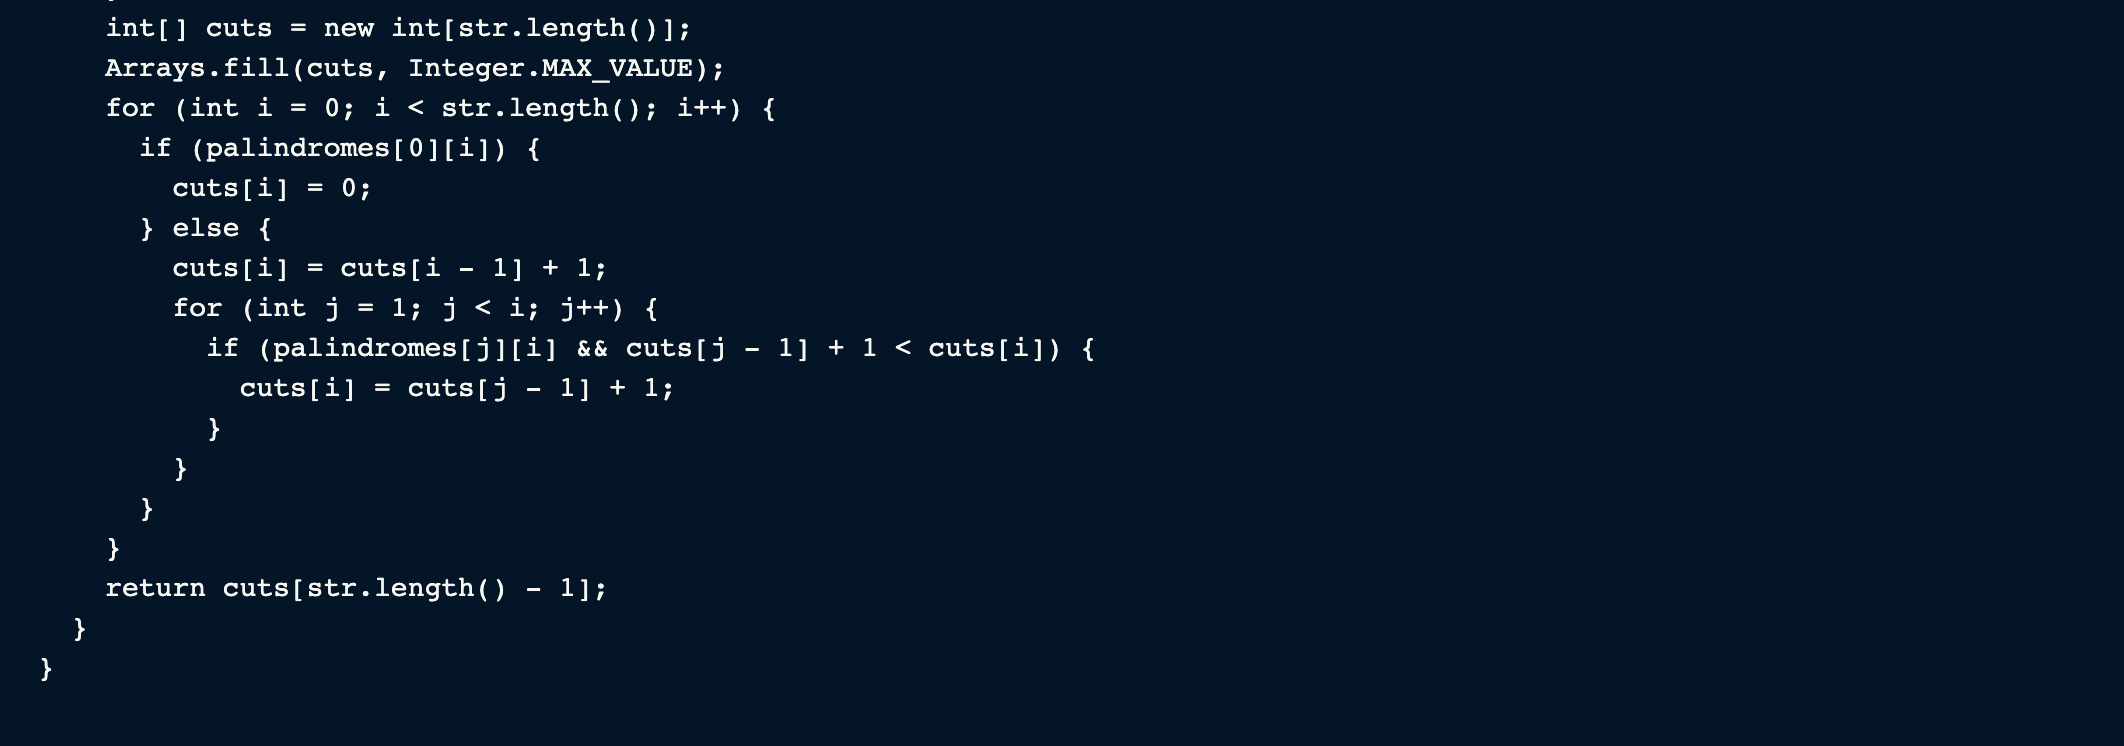 int[] cuts = new int[str.length()];
Arrays.fill(cuts, Integer.MAX_VALUE);
for (int i = 0; i < str.length(); i++) {
if (palindromes[0][i]) {
cuts[i] = 0;
} else {
cuts[i] = cuts[i - 1] + 1;
for (int j = 1; j < i; j++) {
if (palindromes[j][i] && cuts[j - 1] + 1 < cuts[i]) {
cuts[i] = cuts[j - 1] + 1;
}
}
}
}
return cuts[str.length() - 1];
}
}